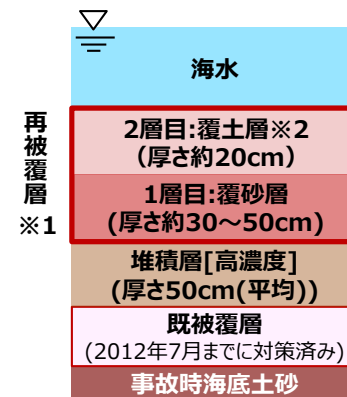 海水
再被覆層
※1
2層目:覆土層※2
（厚さ約20cm）
1層目:覆砂層
(厚さ約30～50cm)
堆積層[高濃度]
(厚さ50cm(平均))
既被覆層
(2012年7月までに対策済み)
事故時海底土砂